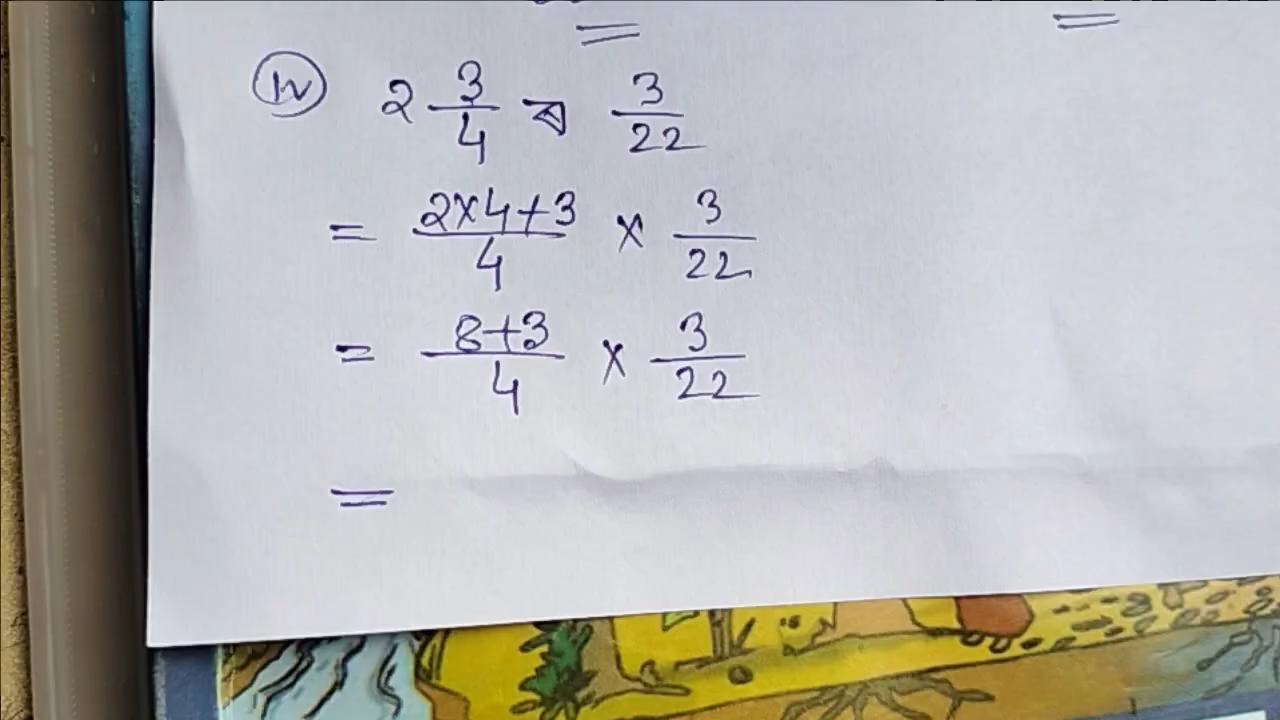 (iv) 2 3/4 ৰ 3/22
= 2×4+3/4 × 3/22
= 8+3/4 × 3/22
=